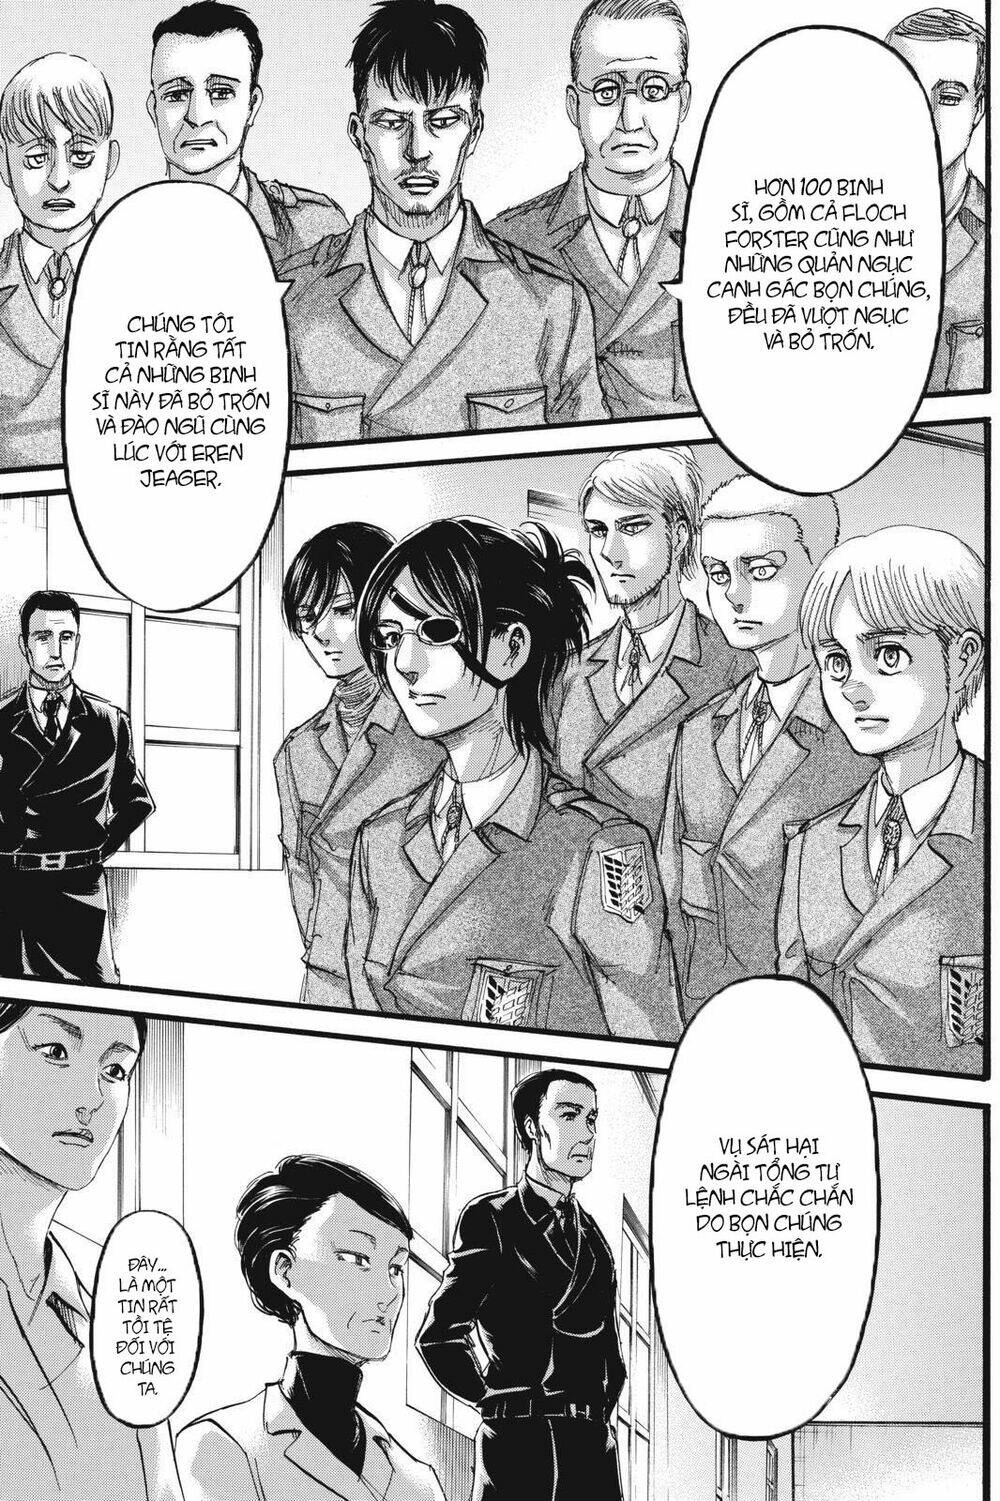 HƠN 100 BINH
SĨ, GỒM CẢ FLOCH
FORSTER CŨNG NHƯ
NHỮNG QUẢN NGỤC
CANH GÁC BỌN CHÚNG,
ĐỀU ĐÃ VƯỢT NGỤC
VÀ BỎ TRỐN.
CHÚNG TÔI
TIN RẰNG TẤT
CẢ NHỮNG BINH
SĨ NÀY ĐÃ BỎ TRỐN
VÀ ĐÀO NGŨ CÙNG
LÚC VỚI EREN
JEAGER.
VỤ SÁT HẠI
NGÀI TỔNG TƯ
LỆNH CHẮC CHẮN
DO BỌN CHÚNG
THỰC HIỆN.
ĐÂY...
LÀ MỘT
TIN RẤT
TỒI TỆ
ĐỐI VỚI
CHÚNG
TA.